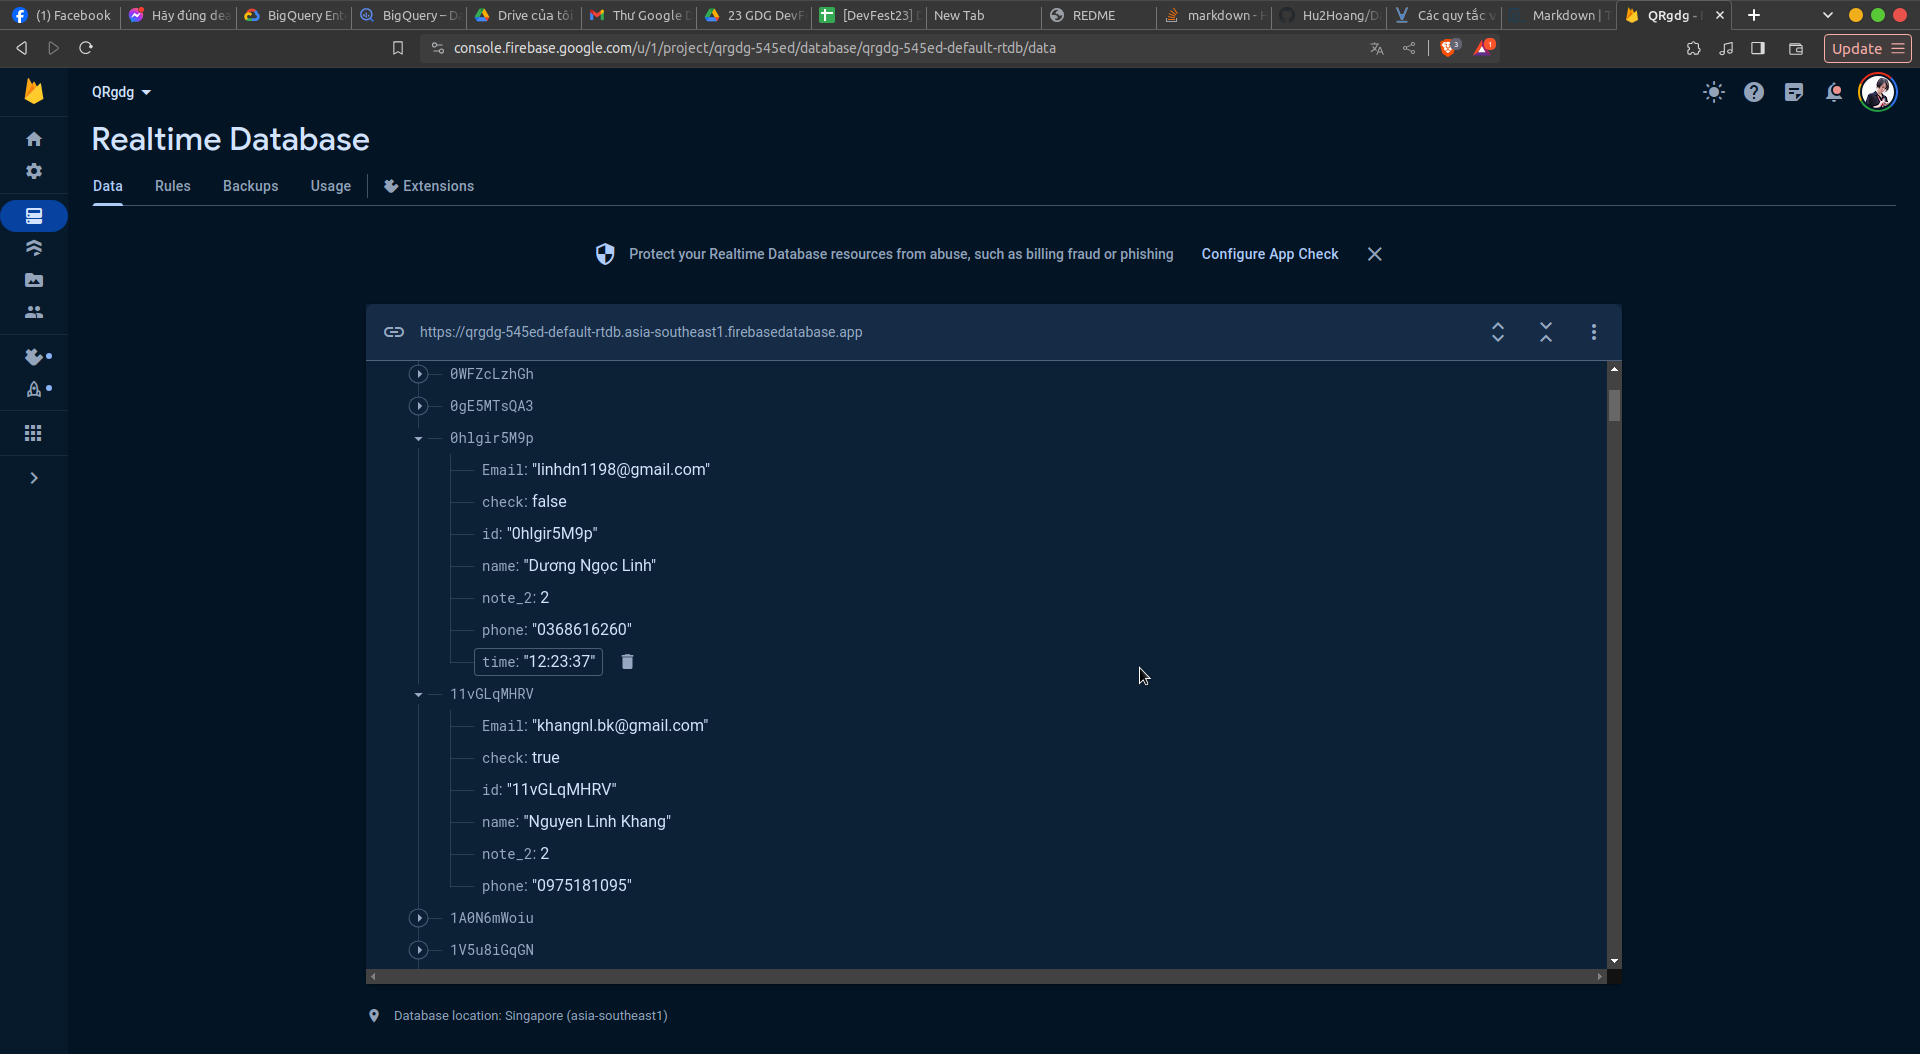 (1) Facebook
Hãy đúng dea
BigQuery Ente
BigQuery – Da
Drive của tôi
Thư Google D
23 GDG DevF
[DevFest23]
New Tab
REDME
markdown - H
Hu2Hoang/D
Các quy tắc v
Markdown | T
QRgdg -
console.firebase.google.com/u/1/project/qrgdg-545ed/database/qrgdg-545ed-default-rtdb/data
3
1
Update
QRgdg
Realtime Database
Data
Rules
Backups
Usage
Extensions
Protect your Realtime Database resources from abuse, such as billing fraud or phishing
Configure App Check
https://qrgdg-545ed-default-rtdb.asia-southeast1.firebasedatabase.app
0WFZcLzhGh
0gE5MTsQA3
0hlgir5M9p
Email: "linhdn1198@gmail.com"
check: false
id: "0hlgir5M9p"
name: "Dương Ngọc Linh"
note_2: 2
phone: "0368616260"
time: "12:23:37"
11vGLqMHRV
Email: "khangnl.bk@gmail.com"
check: true
id: "11vGLqMHRV"
name: "Nguyen Linh Khang"
note_2: 2
phone: "0975181095"
1A0N6mWoiu
1V5u8iGqGN
Database location: Singapore (asia-southeast1)